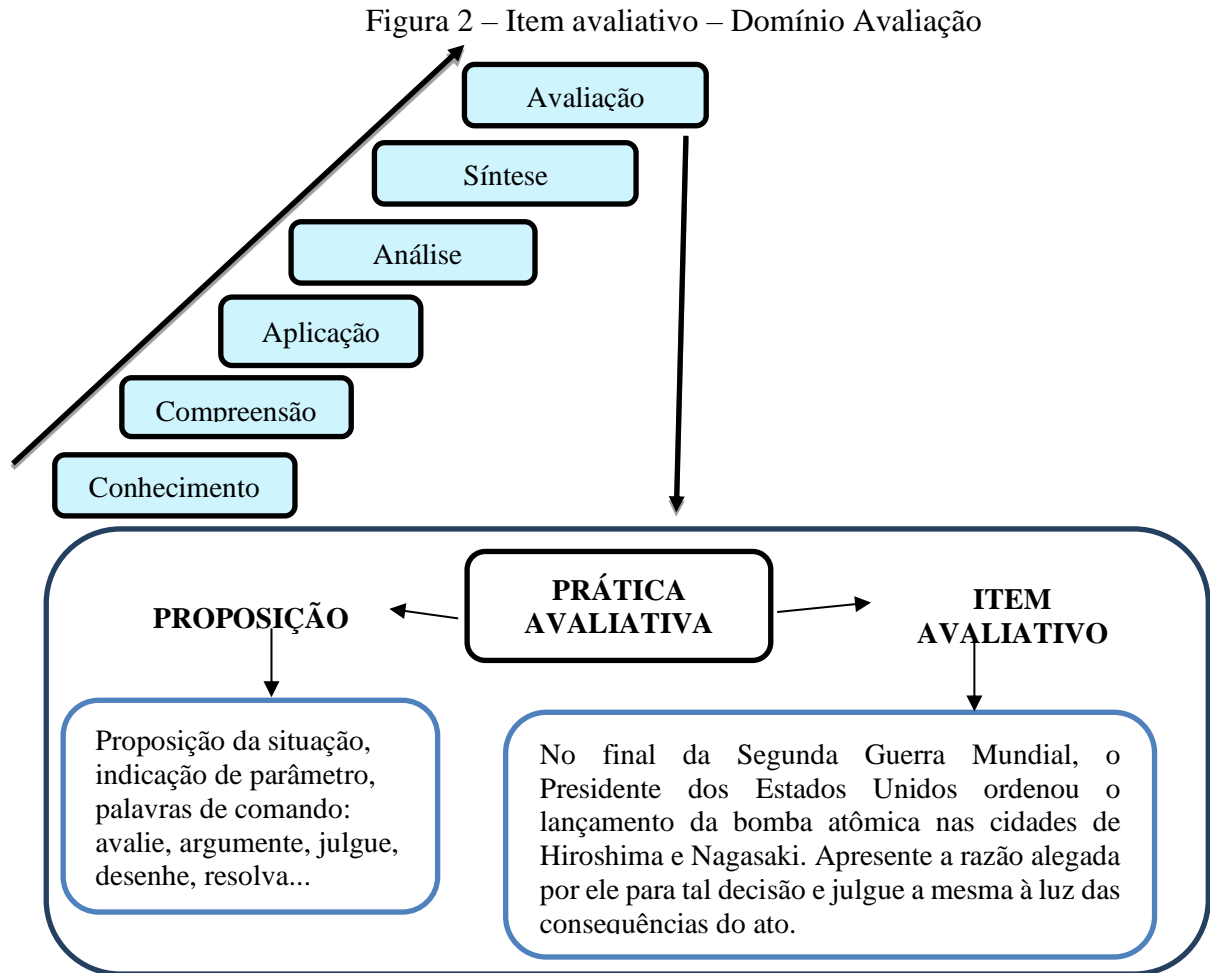 Figura 2 – Item avaliativo – Domínio Avaliação
Avaliação
Síntese
Análise
Aplicação
Compreensão
Conhecimento
PRÁTICA
AVALIATIVA
PROPOSIÇÃO
ITEM
AVALIATIVO
Proposição da situação,
indicação de parâmetro,
palavras de comando:
avalie, argumente, julgue,
desenhe, resolva...
No final da Segunda Guerra Mundial, o
Presidente dos Estados Unidos ordenou o
lançamento da bomba atômica nas cidades de
Hiroshima e Nagasaki. Apresente a razão alegada
por ele para tal decisão e julgue a mesma à luz das
consequências do ato.